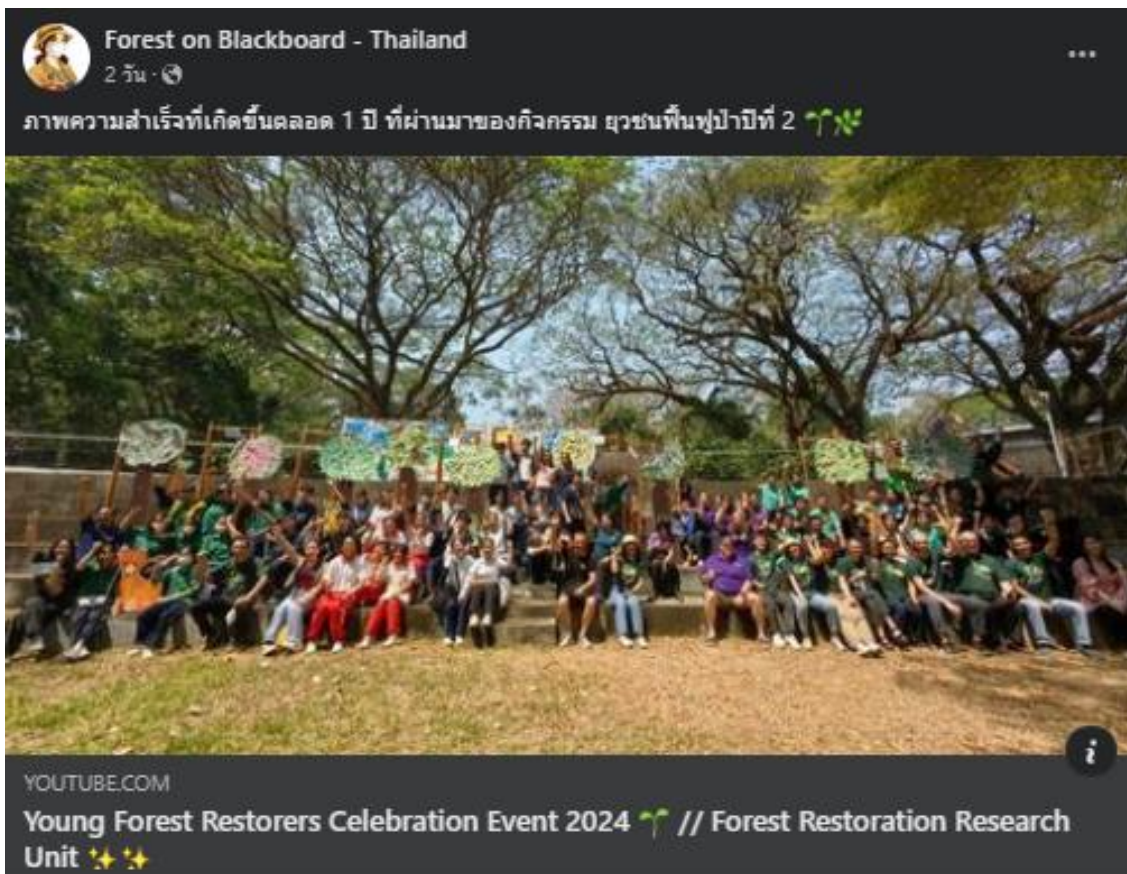 Forest on Blackboard - Thailand
2 วัน ·
ภาพความสำเร็จที่เกิดขึ้นตลอด 1 ปี ที่ผ่านมาของกิจกรรม ยุวชนฟื้นฟูป่าปีที่ 2 🌱🌿
YOUTUBE.COM
Young Forest Restorers Celebration Event 2024 🌱 // Forest Restoration Research
Unit ✨ ✨